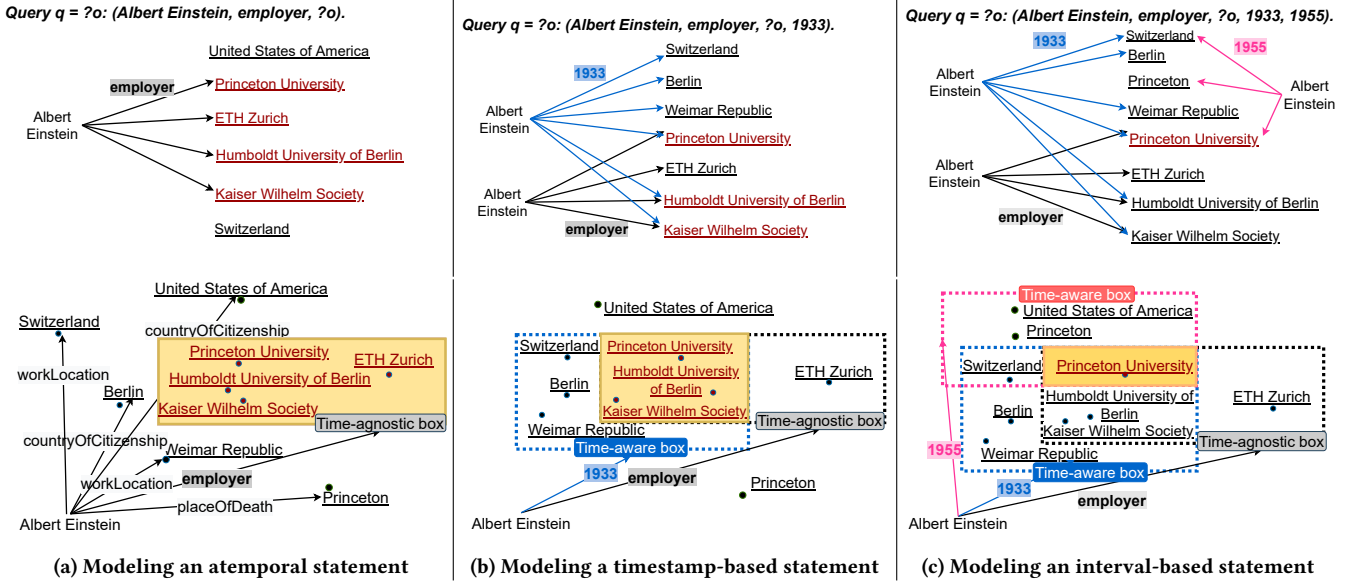 Query q = ?o: (Albert Einstein, employer, ?o).
United States of America
employer
Princeton University
Albert
Einstein
ETH Zurich
Humboldt University of Berlin
Kaiser Wilhelm Society
Switzerland
United States of America
Switzerland
countryOfCitizenship
Princeton University
ETH Zurich
workLocation
Humboldt University of Berlin
Berlin
Kaiser Wilhelm Society
Time-agnostic box
countryOfCitizenship
Weimar Republic
workLocation
employer
Princeton
placeOfDeath
Albert Einstein
(a) Modeling an atemporal statement
Query q = ?o: (Albert Einstein, employer, ?o, 1933).
Switzerland
1933
Berlin
Albert
Einstein
Weimar Republic
Princeton University
ETH Zurich
Albert
Einstein
Humboldt University of Berlin
employer
Kaiser Wilhelm Society
United States of America
Switzerland
Princeton University
Humboldt University
of Berlin
ETH Zurich
Berlin
Kaiser Wilhelm Society
Time-agnostic box
Weimar Republic
Time-aware box
1933
employer
Princeton
Albert Einstein
(b) Modeling a timestamp-based statement
Query q = ?o: (Albert Einstein, employer, ?o, 1933, 1955).
1933
Switzerland
1955
Berlin
Albert
Einstein
Princeton
Albert
Einstein
Weimar Republic
Princeton University
Albert
Einstein
ETH Zurich
Humboldt University of Berlin
employer
Kaiser Wilhelm Society
Time-aware box
United States of America
Princeton
Switzerland
Princeton University
Humboldt University of
Berlin
ETH Zurich
Berlin
Kaiser Wilhelm Society
Time-agnostic box
Weimar Republic
1955
Time-aware box
1933
employer
Albert Einstein
(c) Modeling an interval-based statement